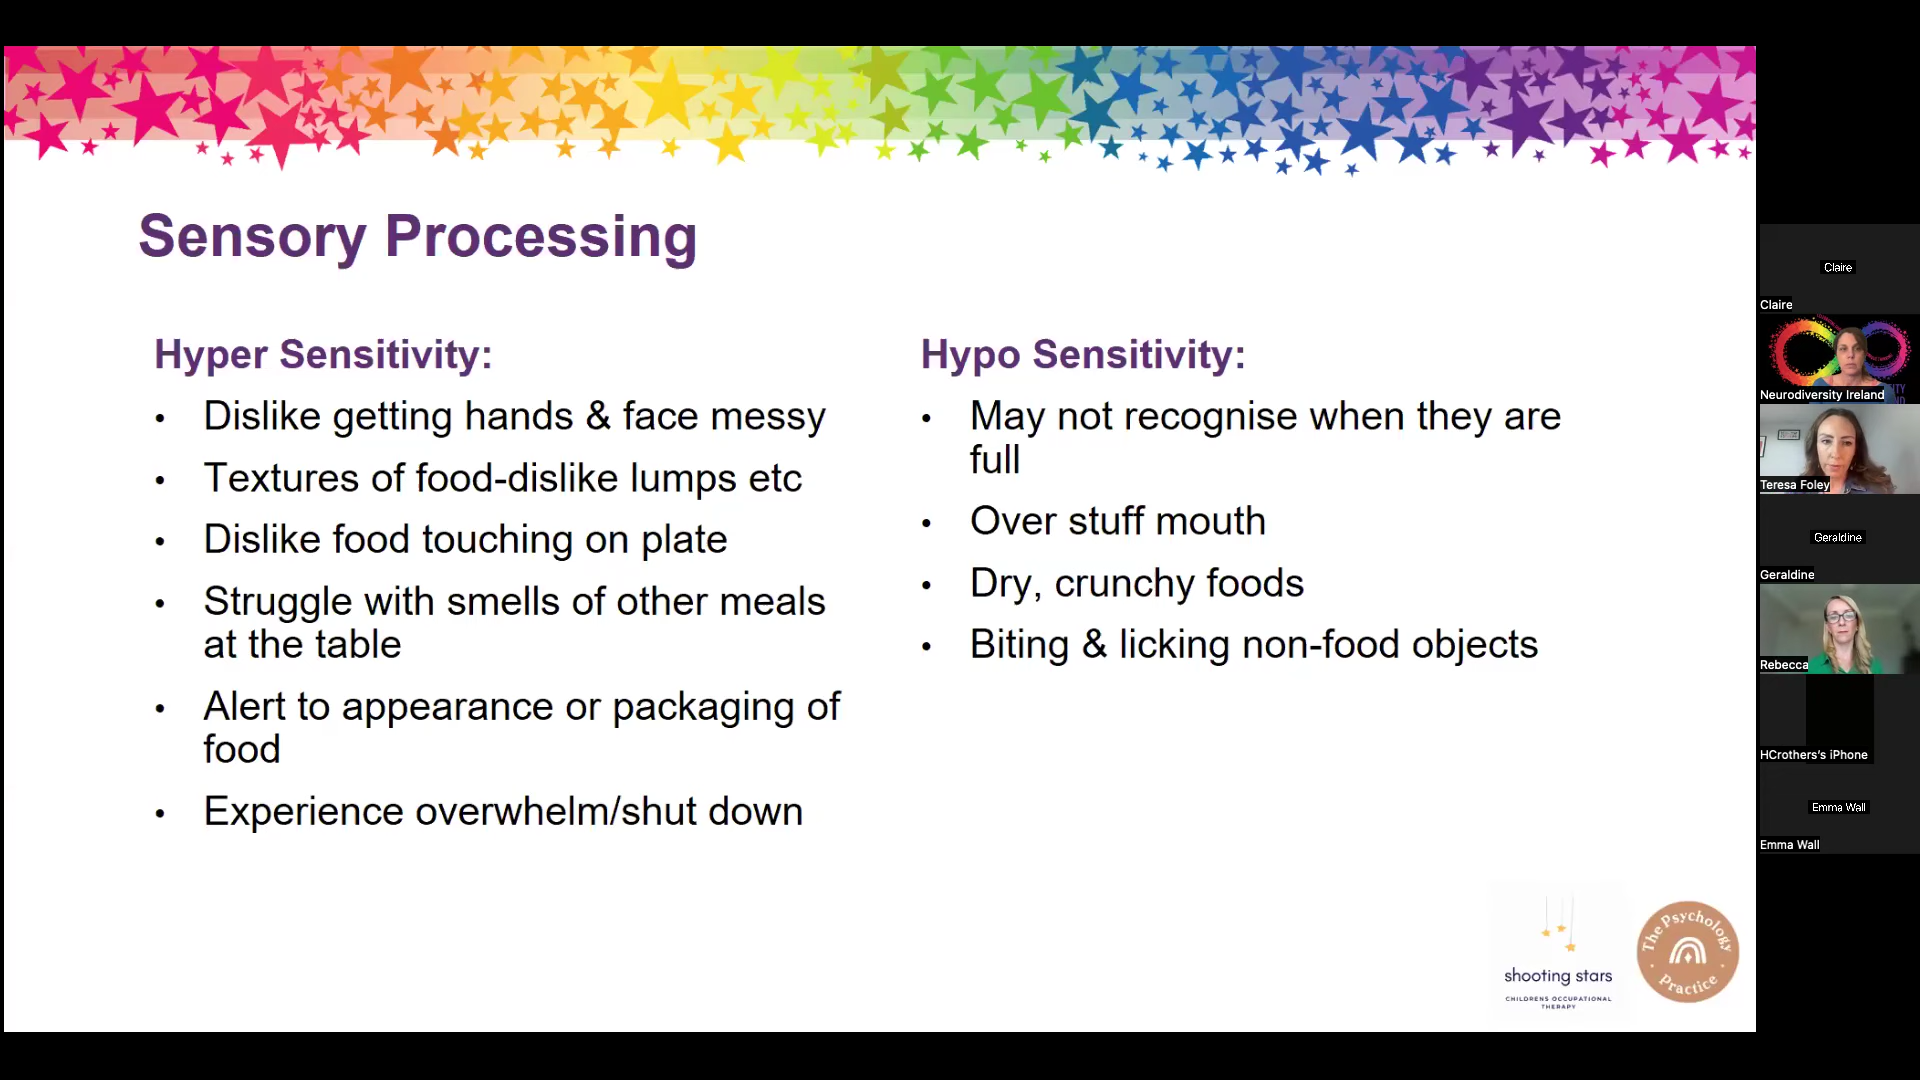 Sensory Processing
Hyper Sensitivity:
• Dislike getting hands & face messy
• Textures of food-dislike lumps etc
• Dislike food touching on plate
• Struggle with smells of other meals
at the table
• Alert to appearance or packaging of
food
• Experience overwhelm/shut down
Hypo Sensitivity:
• May not recognise when they are
full
• Over stuff mouth
• Dry, crunchy foods
• Biting & licking non-food objects
shooting stars
CHILDRENS OCCUPATIONAL
THERAPY
The Psychology
Practice
Claire
Claire
Neurodiversity Ireland
Teresa Foley
Geraldine
Geraldine
Rebecca
HCrothers's iPhone
Emma Wall
Emma Wall